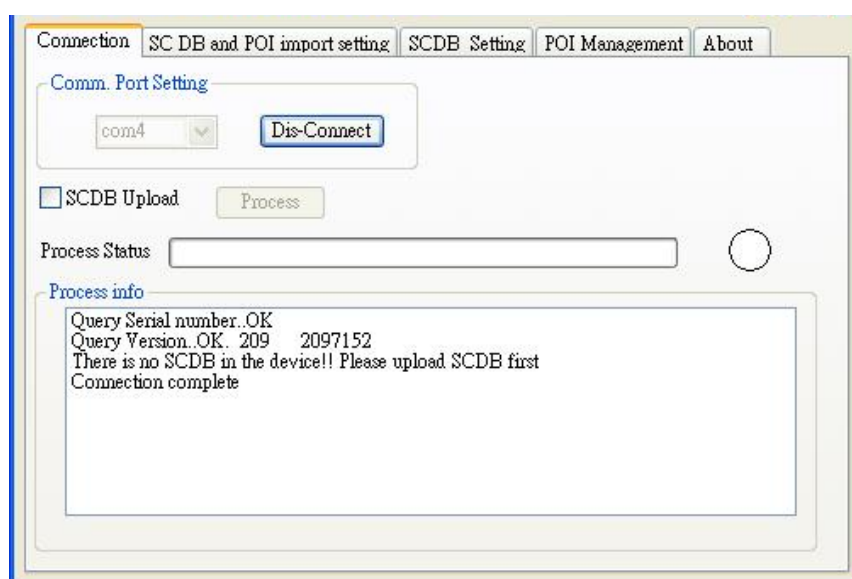 Connection SC DB and POI import setting SCDB Setting POI Management About
Comm. Port Setting
com4 Dis-Connect
SCDB Upload Process
Process Status
Process info
Query Serial number..OK
Query Version..OK. 209 2097152
There is no SCDB in the device!! Please upload SCDB first
Connection complete